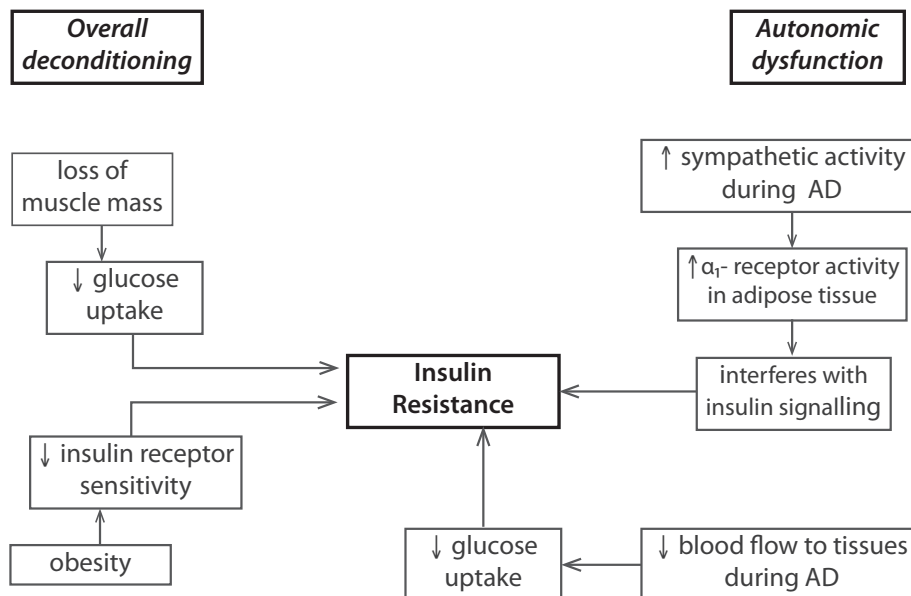 Overall
deconditioning
Autonomic
dysfunction
loss of
muscle mass
↓ glucose
uptake
↓ insulin receptor
sensitivity
obesity
Insulin
Resistance
↑ sympathetic activity
during AD
↑ α₁- receptor activity
in adipose tissue
interferes with
insulin signalling
↓ glucose
uptake
↓ blood flow to tissues
during AD